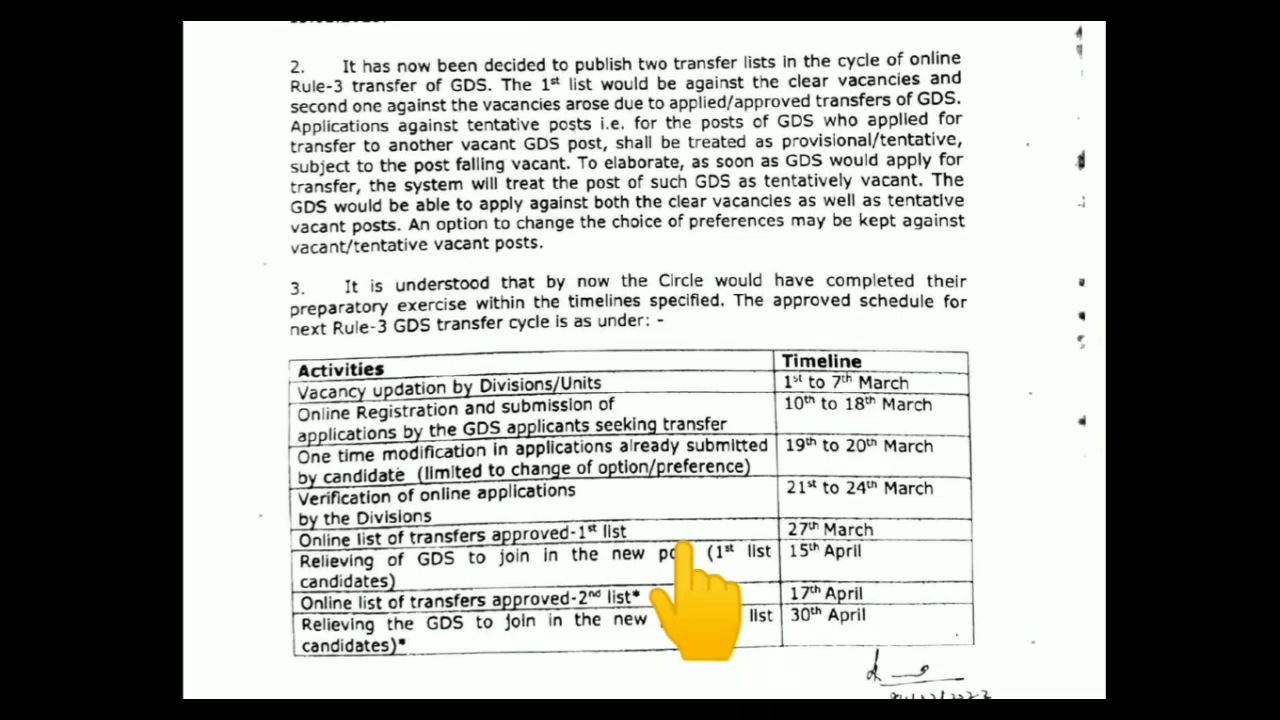 2. It has now been decided to publish two transfer lists in the cycle of online
Rule-3 transfer of GDS. The 1st list would be against the clear vacancies and
second one against the vacancies arose due to applied/approved transfers of GDS.
Applications against tentative posts i.e. for the posts of GDS who applied for
transfer to another vacant GDS post, shall be treated as provisional/tentative,
subject to the post falling vacant. To elaborate, as soon as GDS would apply for
transfer, the system will treat the post of such GDS as tentatively vacant. The
GDS would be able to apply against both the clear vacancies as well as tentative
vacant posts. An option to change the choice of preferences may be kept against
vacant/tentative vacant posts.
3. It is understood that by now the Circle would have completed their
preparatory exercise within the timelines specified. The approved schedule for
next Rule-3 GDS transfer cycle is as under: -
Activities Timeline
Vacancy updation by Divisions/Units 1st to 7th March
Online Registration and submission of 10th to 18th March
applications by the GDS applicants seeking transfer
One time modification in applications already submitted 19th to 20th March
by candidate (limited to change of option/preference)
Verification of online applications 21st to 24th March
by the Divisions
Online list of transfers approved-1st list 27th March
Relieving of GDS to join in the new (1st list 15th April
candidates)
Online list of transfers approved-2nd list* 17th April
Relieving the GDS to join in the new list 30th April
candidates)*